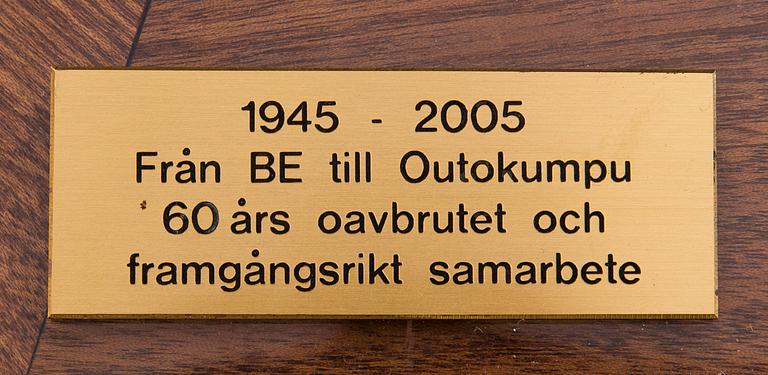 1945 - 2005
Från BE till Outokumpu
60 års oavbrutet och
framgångsrikt samarbete